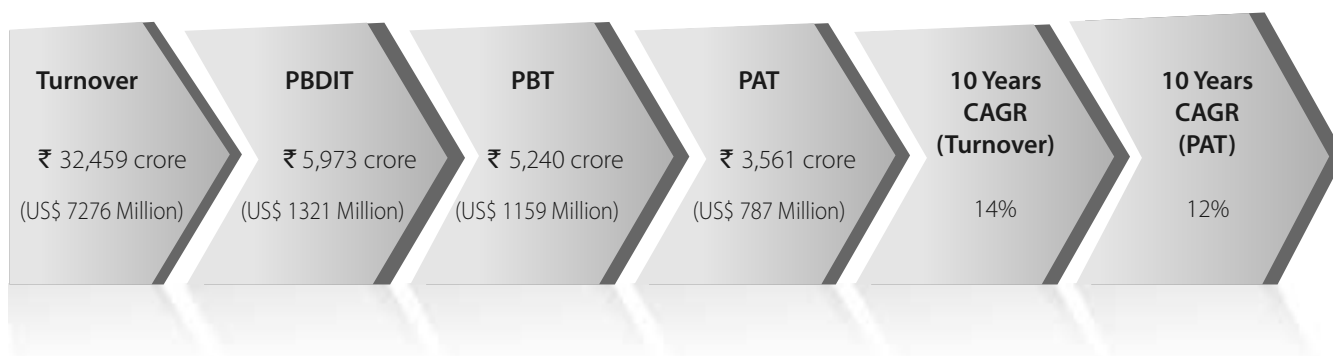 Turnover
₹ 32,459 crore
(US$ 7276 Million)
PBDIT
₹ 5,973 crore
(US$ 1321 Million)
PBT
₹ 5,240 crore
(US$ 1159 Million)
PAT
₹ 3,561 crore
(US$ 787 Million)
10 Years
CAGR
(Turnover)
14%
10 Years
CAGR
(PAT)
12%